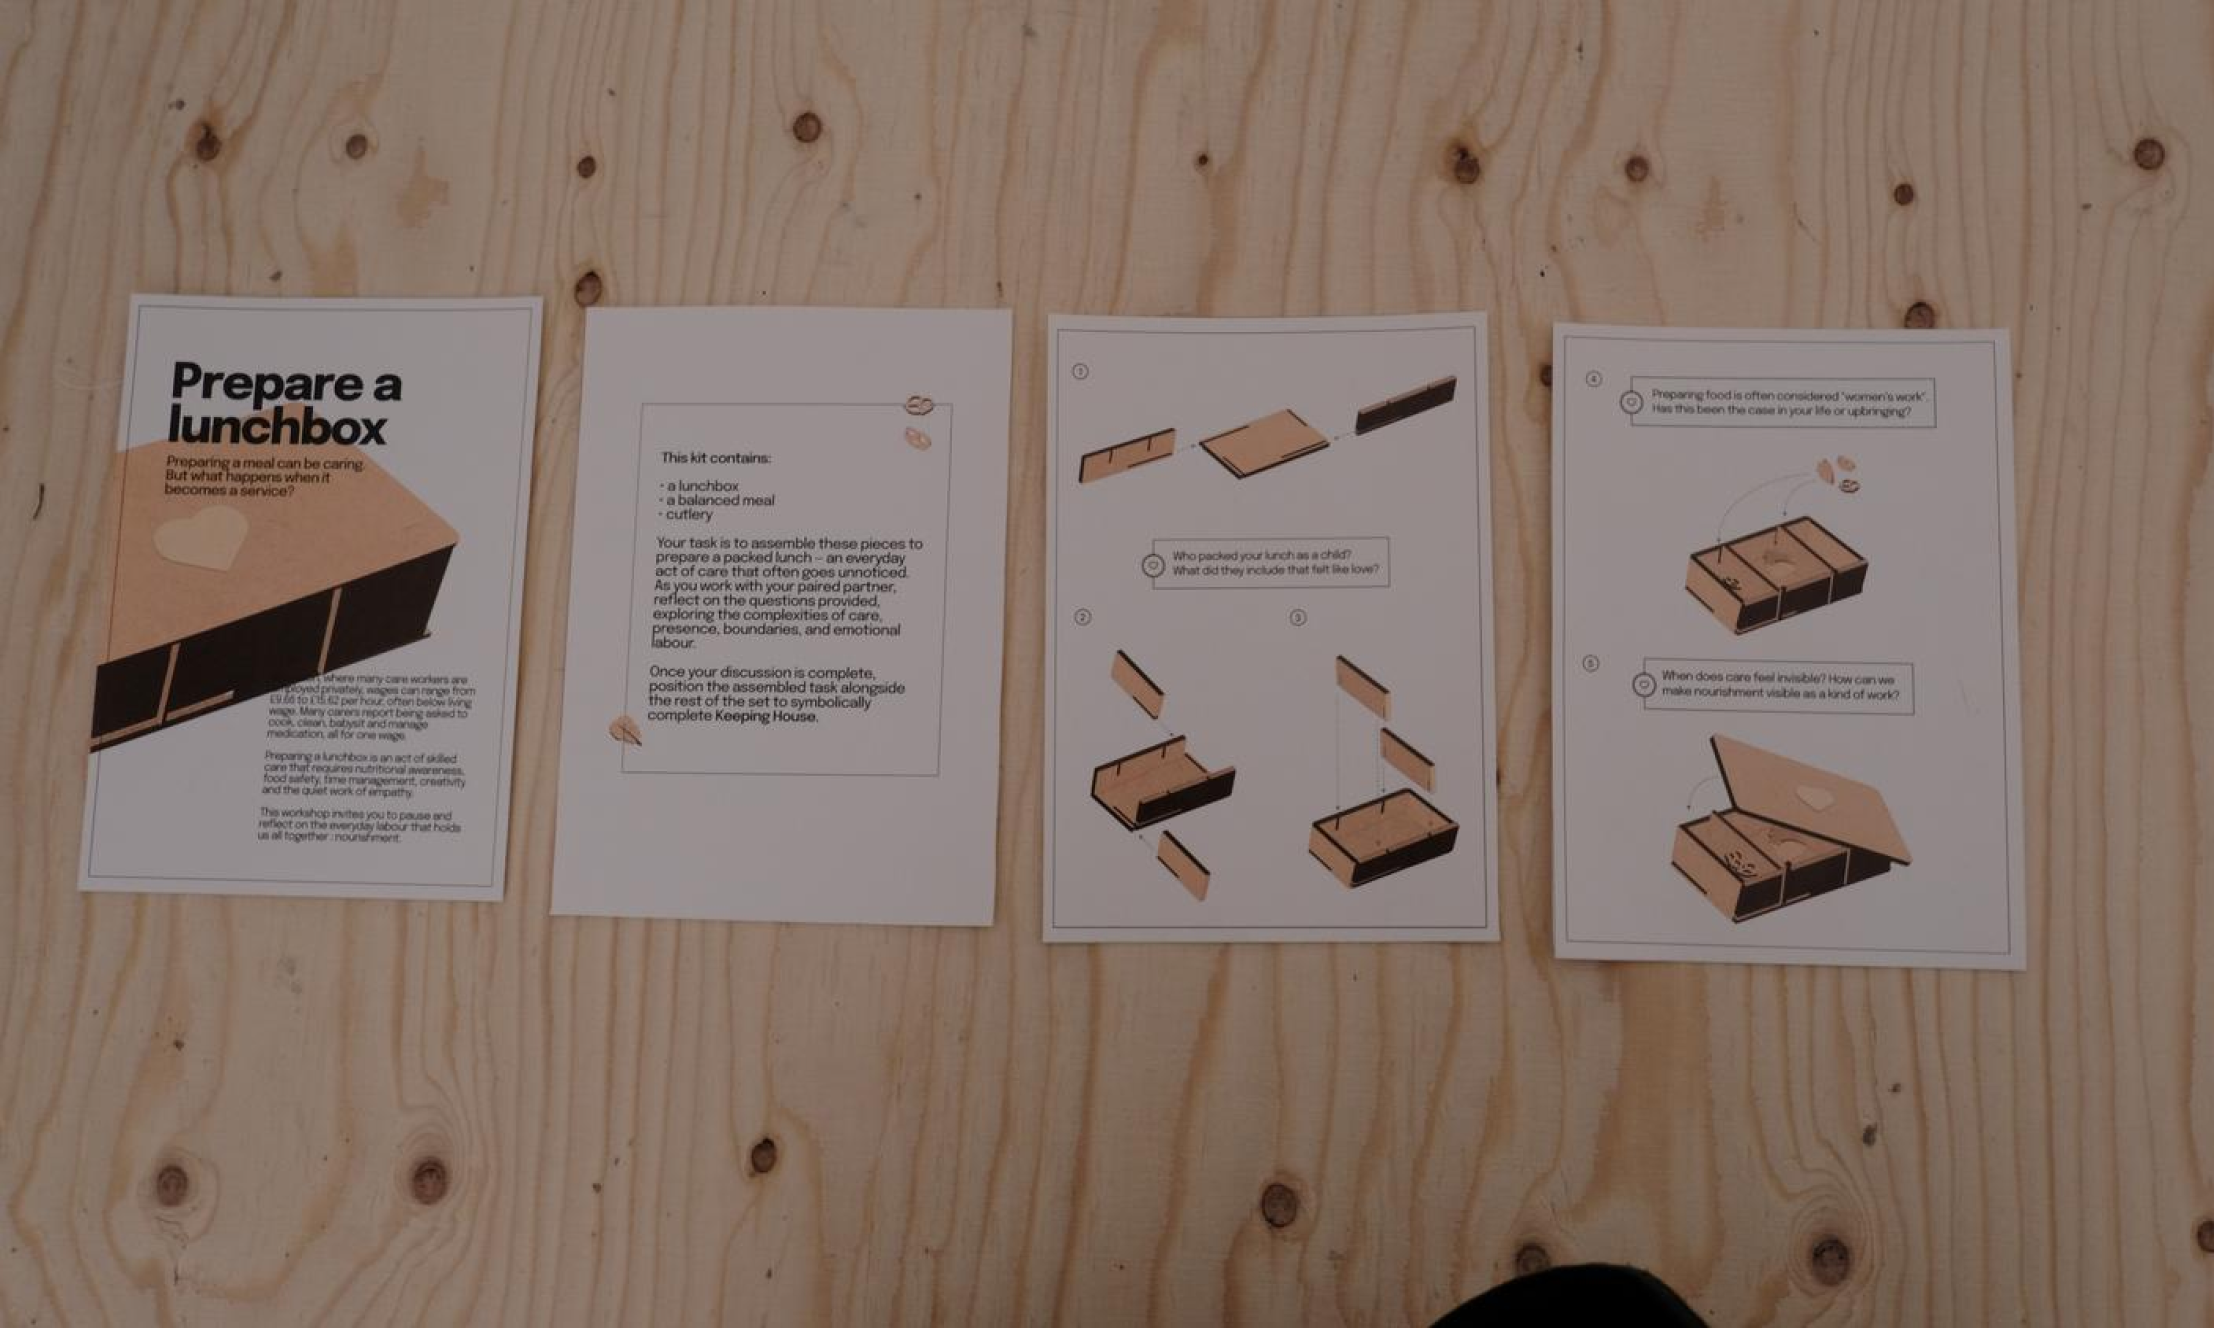 Prepare a
lunchbox
Preparing a meal can be caring.
But what happens when it
becomes a service?
where many care workers are
employed privately, wages can range from
£9.66 to £15.62 per hour, often below living
wage. Many carers report being asked to
cook, clean, babysit and manage
medication, all for one wage.
Preparing a lunchbox is an act of skilled
care that requires nutritional awareness,
food safety, time management, creativity
and the quiet work of empathy.
This workshop invites you to pause and
reflect on the everyday labour that holds
us all together: nourishment.
This kit contains:
· a lunchbox
· a balanced meal
· cutlery
Your task is to assemble these pieces to
prepare a packed lunch – an everyday
act of care that often goes unnoticed.
As you work with your paired partner,
reflect on the questions provided,
exploring the complexities of care,
presence, boundaries, and emotional
labour.
Once your discussion is complete,
position the assembled task alongside
the rest of the set to symbolically
complete Keeping House.
1
Who packed your lunch as a child?
What did they include that felt like love?
2
3
4
Preparing food is often considered "women's work".
Has this been the case in your life or upbringing?
5
When does care feel invisible? How can we
make nourishment visible as a kind of work?